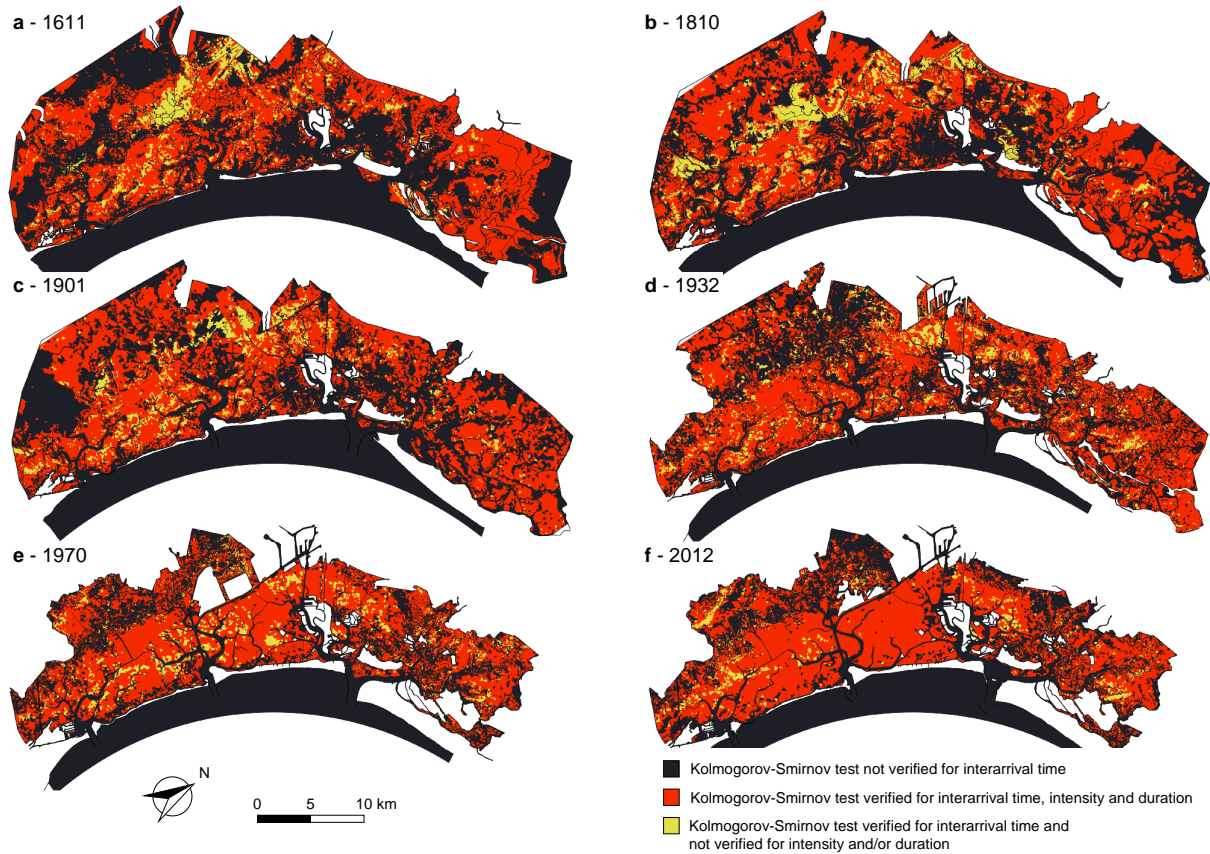 a - 1611
b - 1810
c - 1901
d - 1932
e - 1970
f - 2012
N
0 5 10 km
Kolmogorov-Smirnov test not verified for interarrival time
Kolmogorov-Smirnov test verified for interarrival time, intensity and duration
Kolmogorov-Smirnov test verified for interarrival time and
not verified for intensity and/or duration